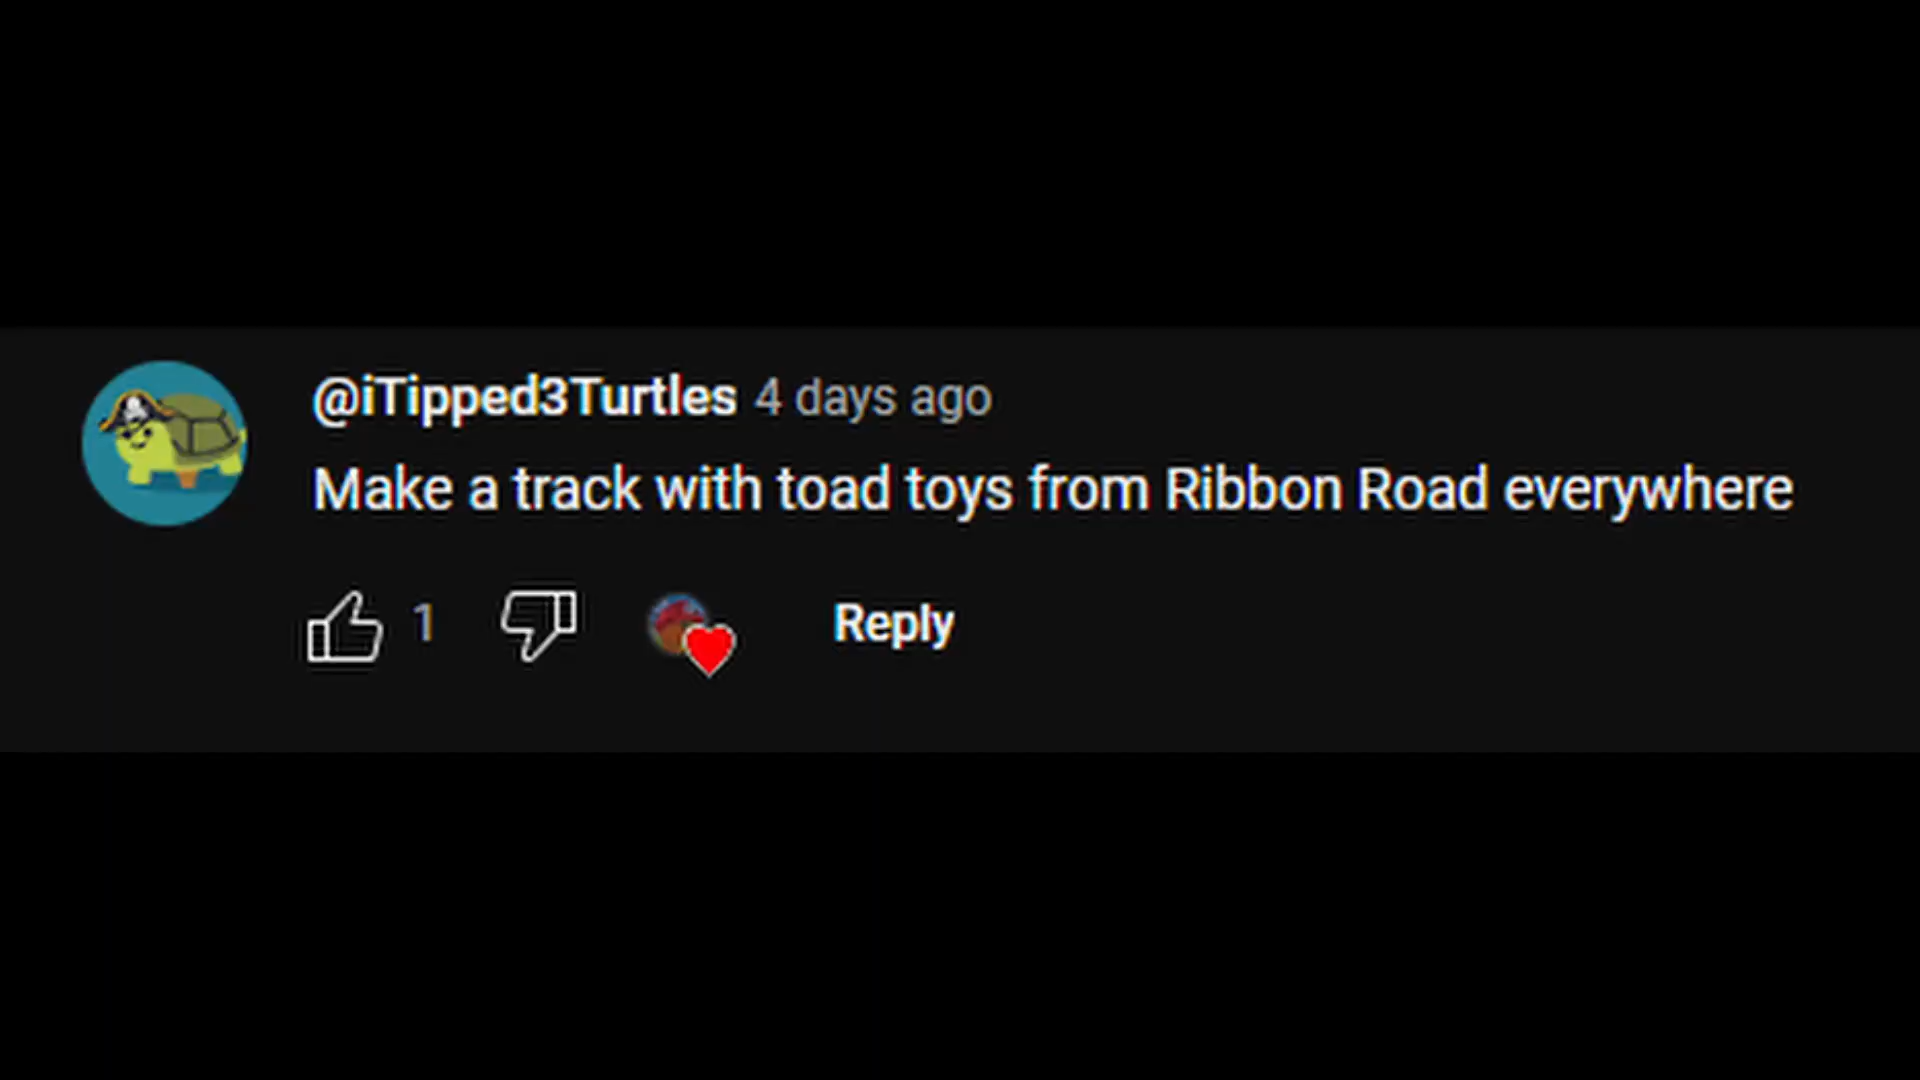 @iTipped3Turtles 4 days ago
Make a track with toad toys from Ribbon Road everywhere
1 Reply